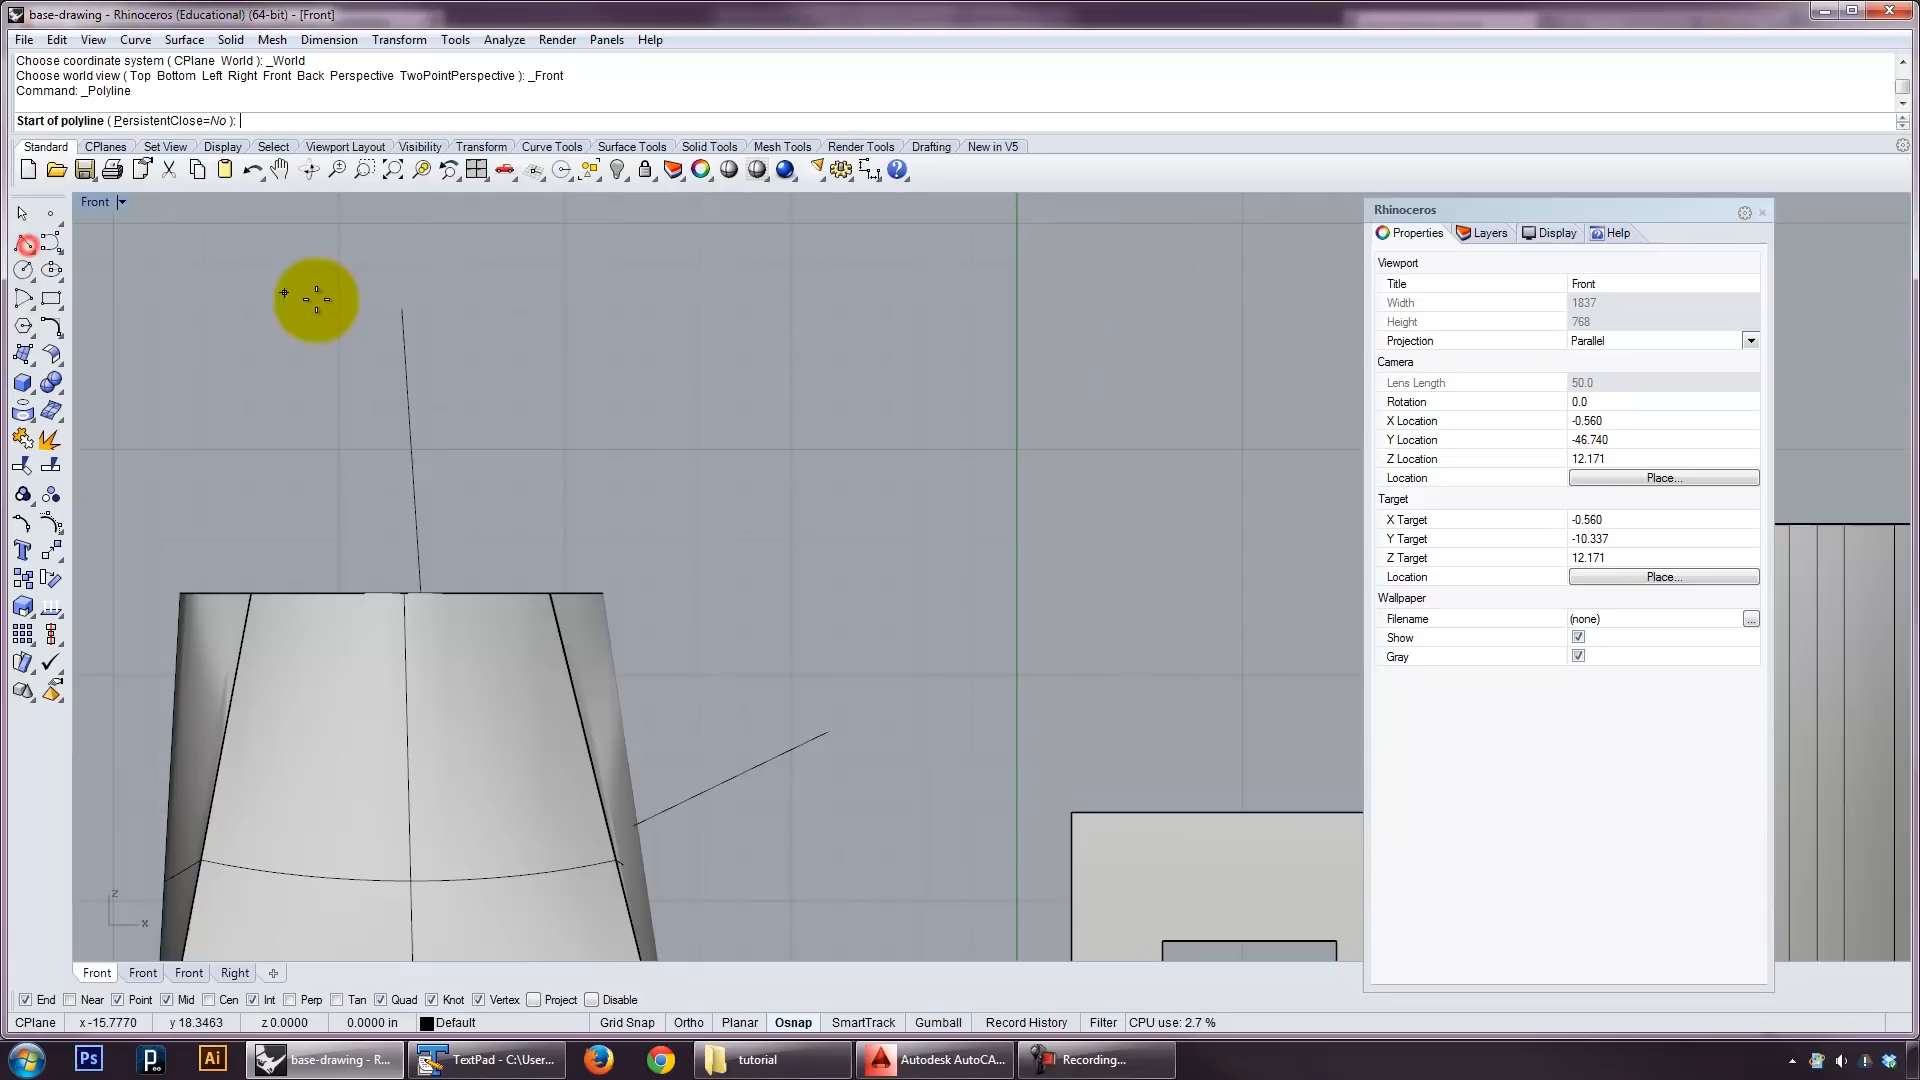 base-drawing - Rhinoceros (Educational) (64-bit) - [Front]
File Edit View Curve Surface Solid Mesh Dimension Transform Tools Analyze Render Panels Help
Choose coordinate system ( CPlane World ): _World
Choose world view ( Top Bottom Left Right Front Back Perspective TwoPointPerspective ): _Front
Command: _Polyline
Start of polyline ( PersistentClose=No ):
Standard CPlanes Set View Display Select Viewport Layout Visibility Transform Curve Tools Surface Tools Solid Tools Mesh Tools Render Tools Drafting New in V5
Front
Rhinoceros
Properties Layers Display Help
Viewport
Title Front
Width 1837
Height 768
Projection Parallel
Camera
Lens Length 50.0
Rotation 0.0
X Location -0.560
Y Location -46.740
Z Location 12.171
Location Place...
Target
X Target -0.560
Y Target -10.337
Z Target 12.171
Location Place...
Wallpaper
Filename (none) ...
Show
Gray
z
x
Front Front Front Right
End Near Point Mid Cen Int Perp Tan Quad Knot Vertex Project Disable
CPlane x -15.7770 y 18.3463 z 0.0000 0.0000 in Default Grid Snap Ortho Planar Osnap SmartTrack Gumball Record History Filter CPU use: 2.7 %
Ps p Ai base-drawing - R... TextPad - C:\User... tutorial Autodesk AutoCA... Recording...